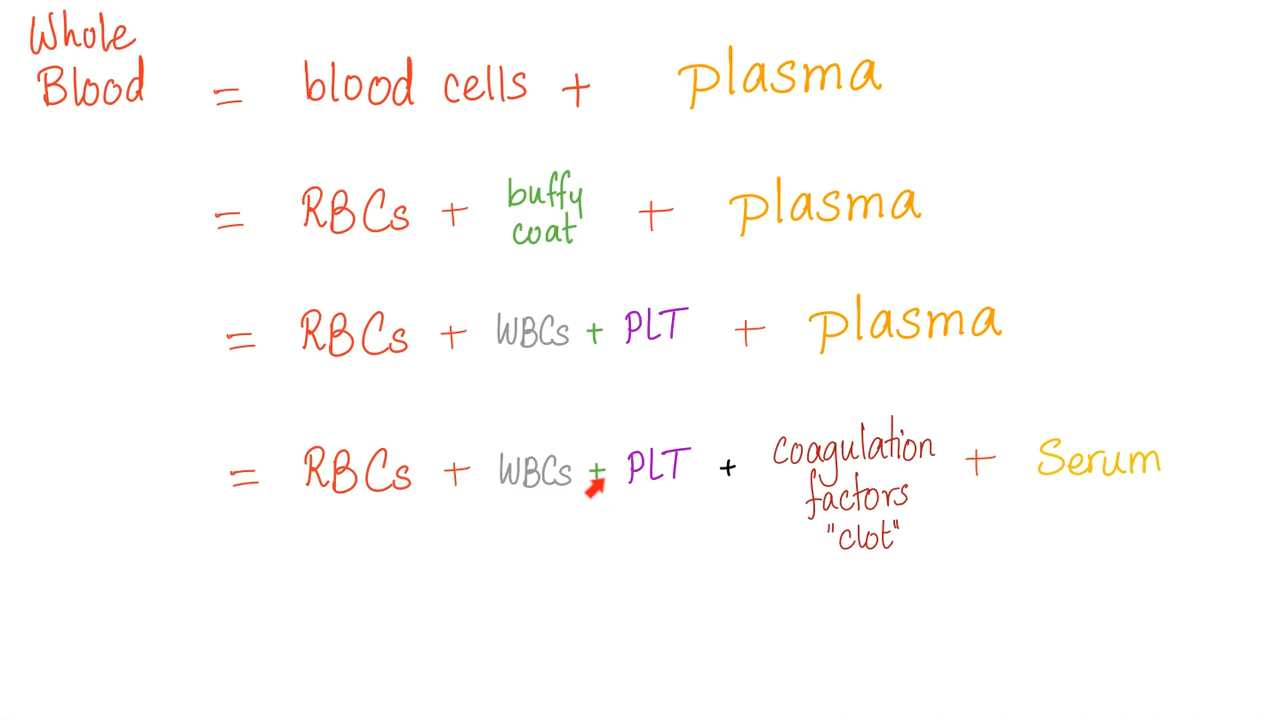 Whole
Blood = blood cells + plasma
= RBCs + buffy coat + plasma
= RBCs + WBCs + PLT + plasma
= RBCs + WBCs + PLT + coagulation factors "clot" + Serum